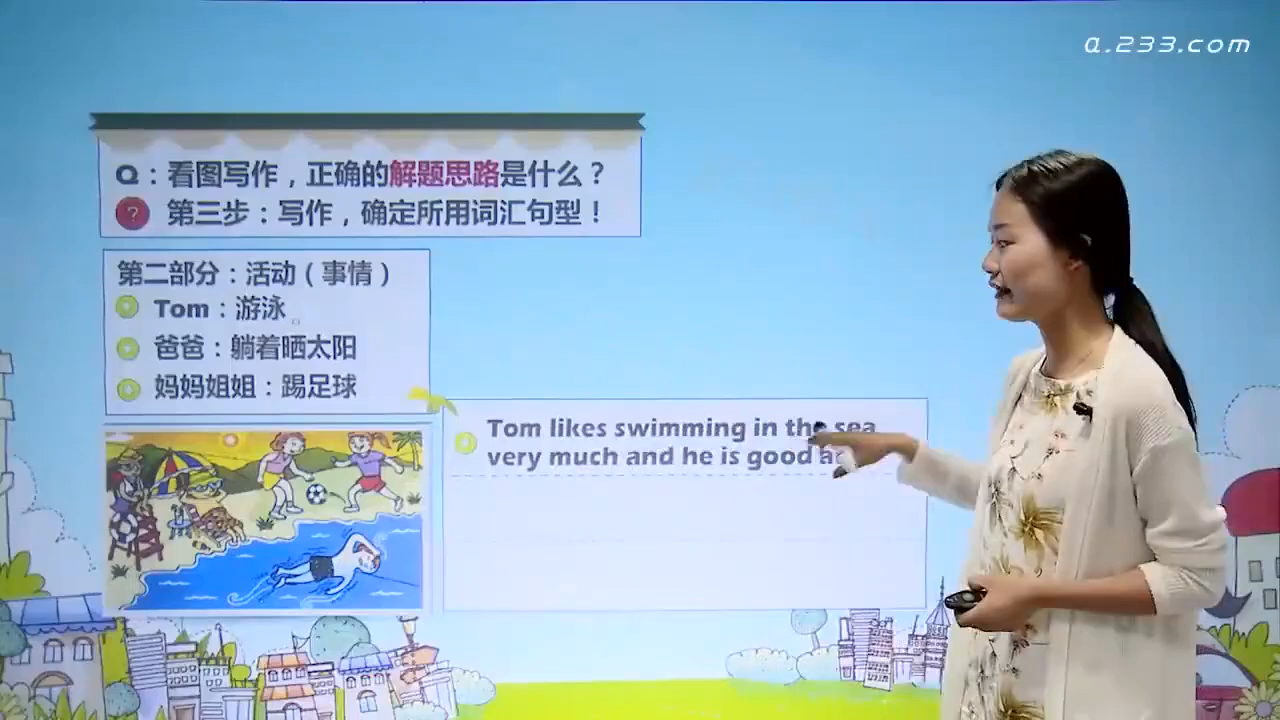 a.233.com
Q：看图写作，正确的解题思路是什么？
? 第三步：写作，确定所用词汇句型！
第二部分：活动（事情）
Tom：游泳。
爸爸：躺着晒太阳
妈妈姐姐：踢足球
Tom likes swimming in the sea
very much and he is good